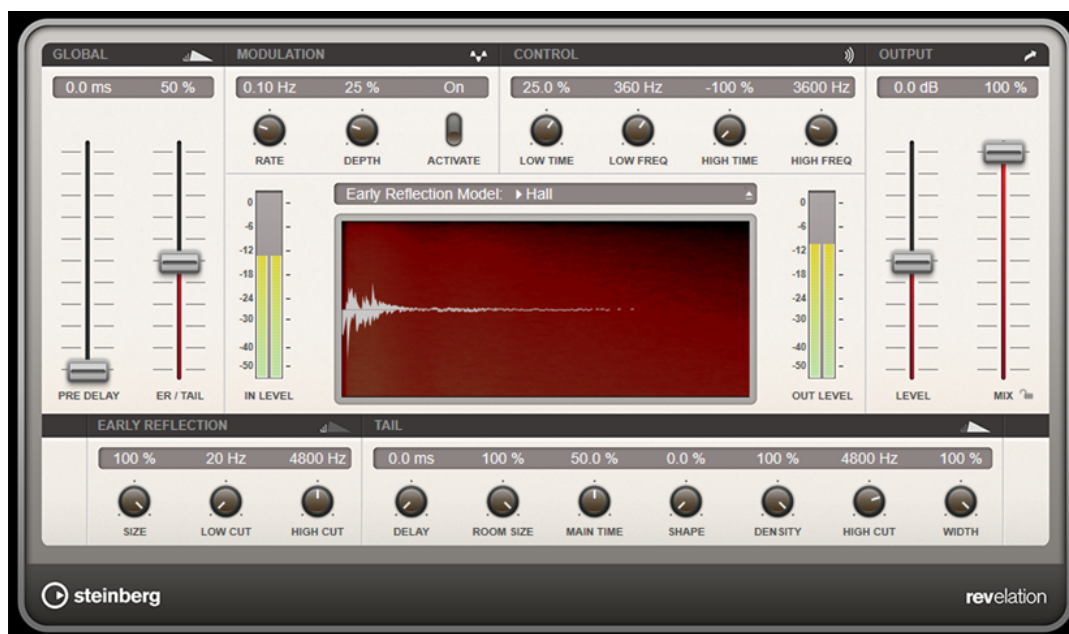 GLOBAL MODULATION CONTROL OUTPUT
0.0 ms 50 % 0.10 Hz 25 % On 25.0 % 360 Hz -100 % 3600 Hz 0.0 dB 100 %
RATE DEPTH ACTIVATE LOW TIME LOW FREQ HIGH TIME HIGH FREQ
Early Reflection Model: Hall
0 0
-6 -6
-12 -12
-18 -18
-24 -24
-30 -30
-40 -40
-50 -50
PRE DELAY ER / TAIL IN LEVEL OUT LEVEL LEVEL MIX
EARLY REFLECTION TAIL
100 % 20 Hz 4800 Hz 0.0 ms 100 % 50.0 % 0.0 % 100 % 4800 Hz 100 %
SIZE LOW CUT HIGH CUT DELAY ROOM SIZE MAIN TIME SHAPE DENSITY HIGH CUT WIDTH
steinberg revelation